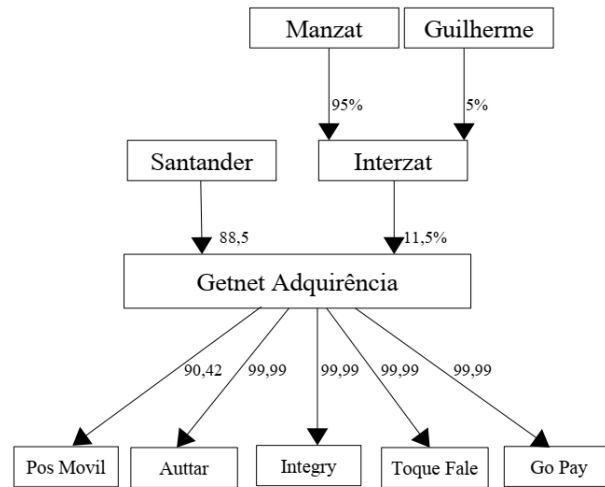 Manzat
Guilherme
95%
5%
Santander
Interzat
88,5
11,5%
Getnet Adquirência
90,42
99,99
99,99
99,99
99,99
Pos Movil
Auttar
Integry
Toque Fale
Go Pay